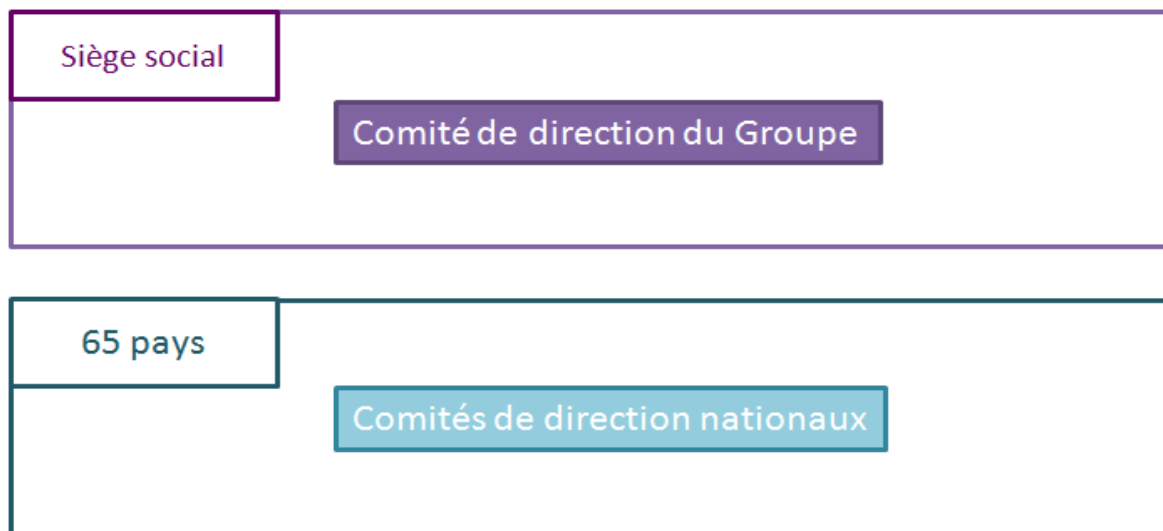 Siège social
Comité de direction du Groupe
65 pays
Comités de direction nationaux